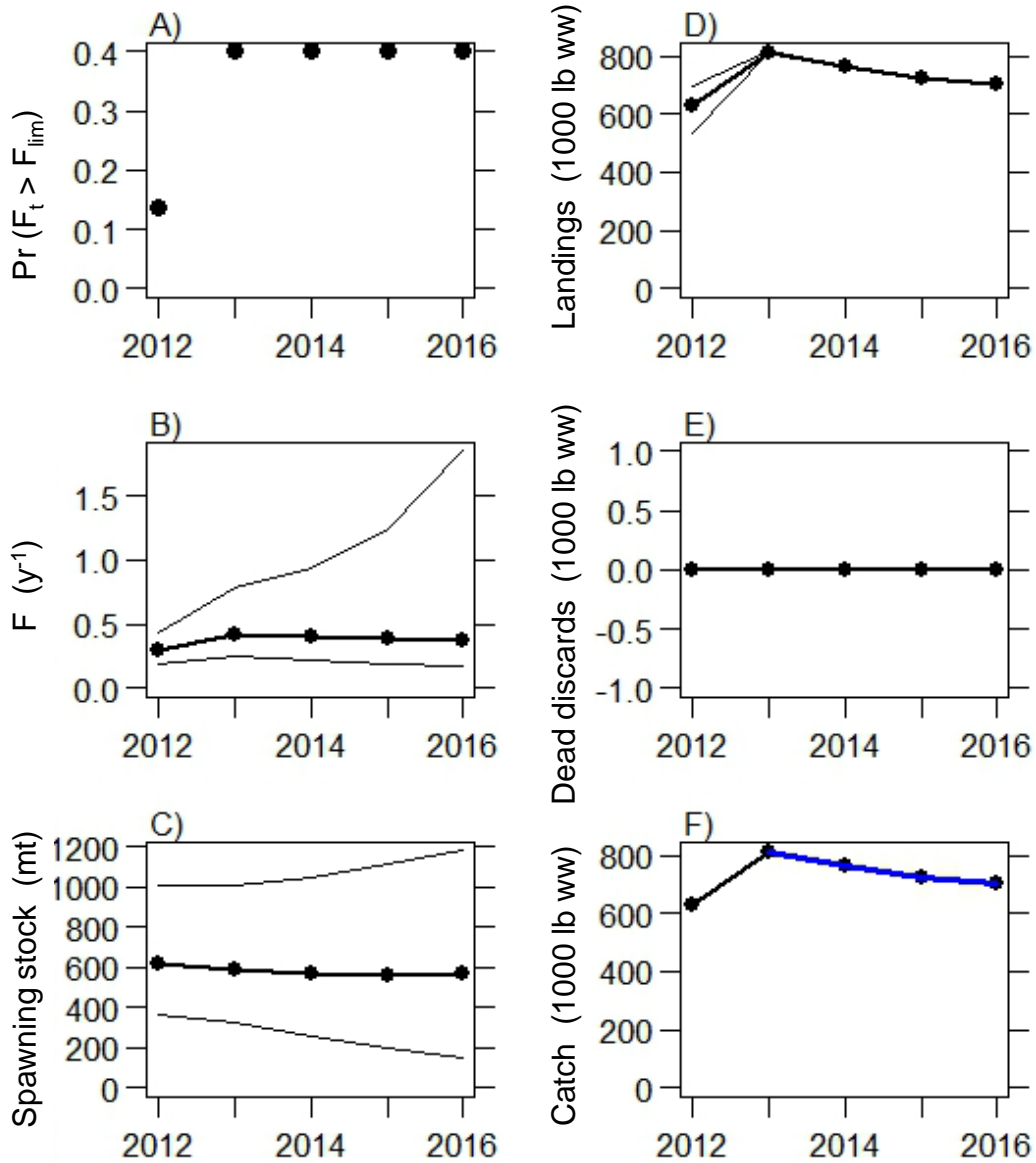 A)
Pr (Ft > Flim)
0.4
0.3
0.2
0.1
0.0
2012 2014 2016
D)
Landings (1000 lb ww)
800
600
400
200
0
2012 2014 2016
B)
F (y-1)
1.5
1.0
0.5
0.0
2012 2014 2016
E)
Dead discards (1000 lb ww)
1.0
0.5
0.0
-0.5
-1.0
2012 2014 2016
C)
Spawning stock (mt)
1200
1000
800
600
400
200
0
2012 2014 2016
F)
Catch (1000 lb ww)
800
600
400
200
0
2012 2014 2016